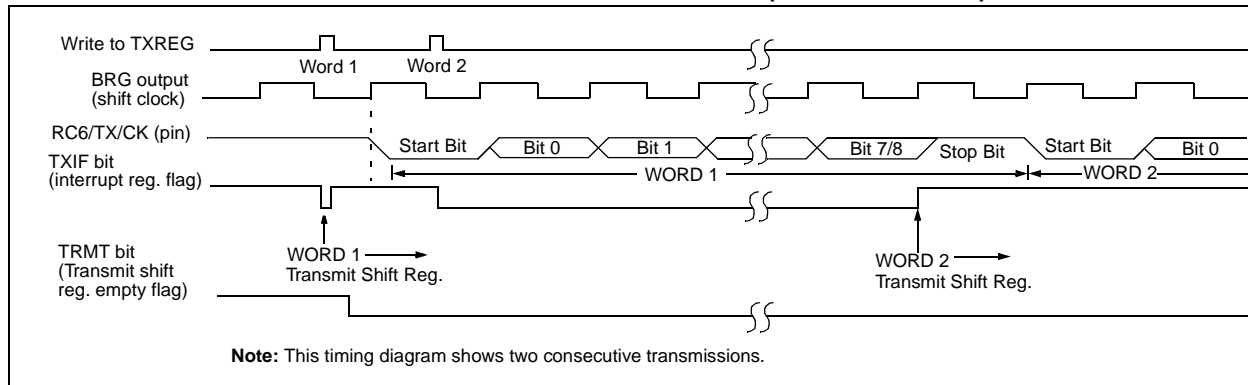 Write to TXREG
Word 1
Word 2
BRG output
(shift clock)
RC6/TX/CK (pin)
Start Bit
Bit 0
Bit 1
Bit 7/8
Stop Bit
Start Bit
Bit 0
TXIF bit
(interrupt reg. flag)
WORD 1
WORD 2
TRMT bit
(Transmit shift
reg. empty flag)
WORD 1
Transmit Shift Reg.
WORD 2
Transmit Shift Reg.
Note: This timing diagram shows two consecutive transmissions.